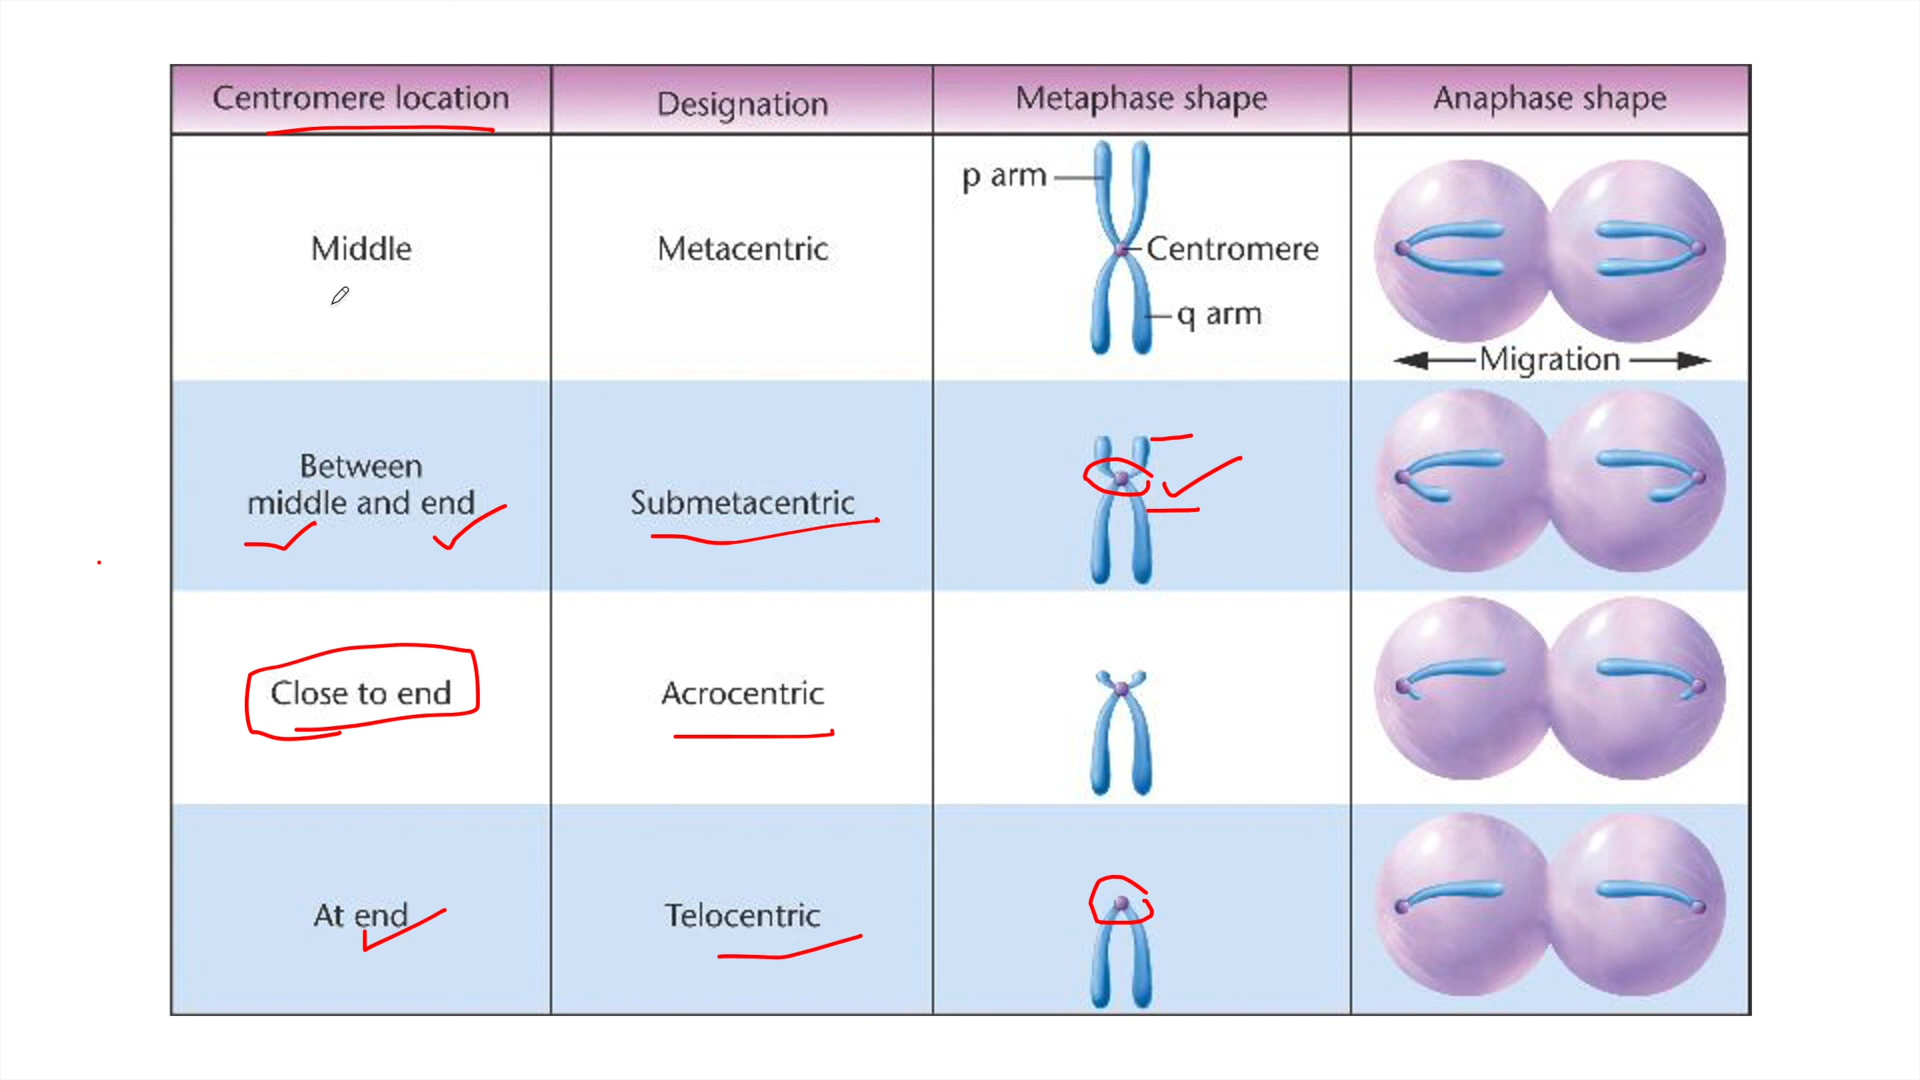 Centromere location
Designation
Metaphase shape
Anaphase shape
Middle
Metacentric
p arm
Centromere
q arm
Migration
Between
middle and end
Submetacentric
Close to end
Acrocentric
At end
Telocentric